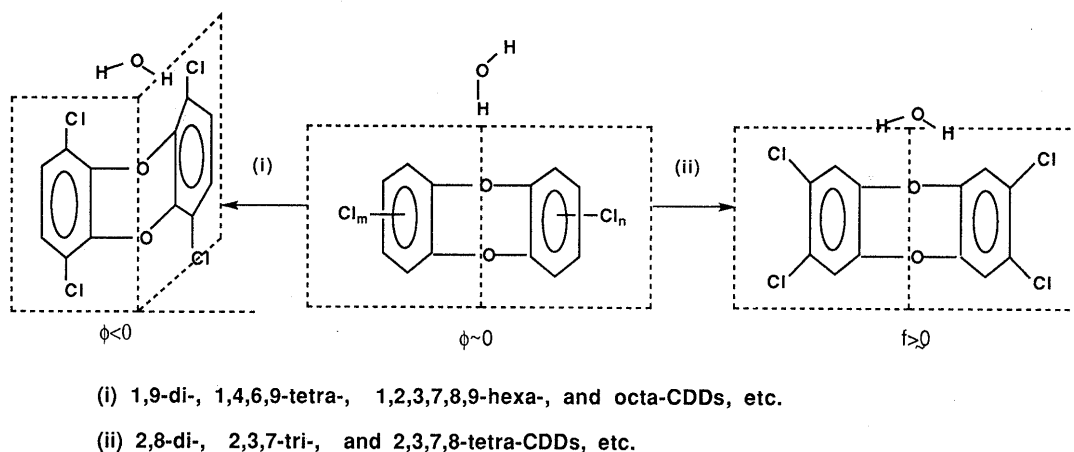 H O H Cl
Cl O
O Cl
Cl
ϕ<0
(i)
H
O
H
O
Clm Cln
O
ϕ~0
(ii)
H O H
Cl O Cl
Cl O Cl
f≳0
(i) 1,9-di-, 1,4,6,9-tetra-, 1,2,3,7,8,9-hexa-, and octa-CDDs, etc.
(ii) 2,8-di-, 2,3,7-tri-, and 2,3,7,8-tetra-CDDs, etc.